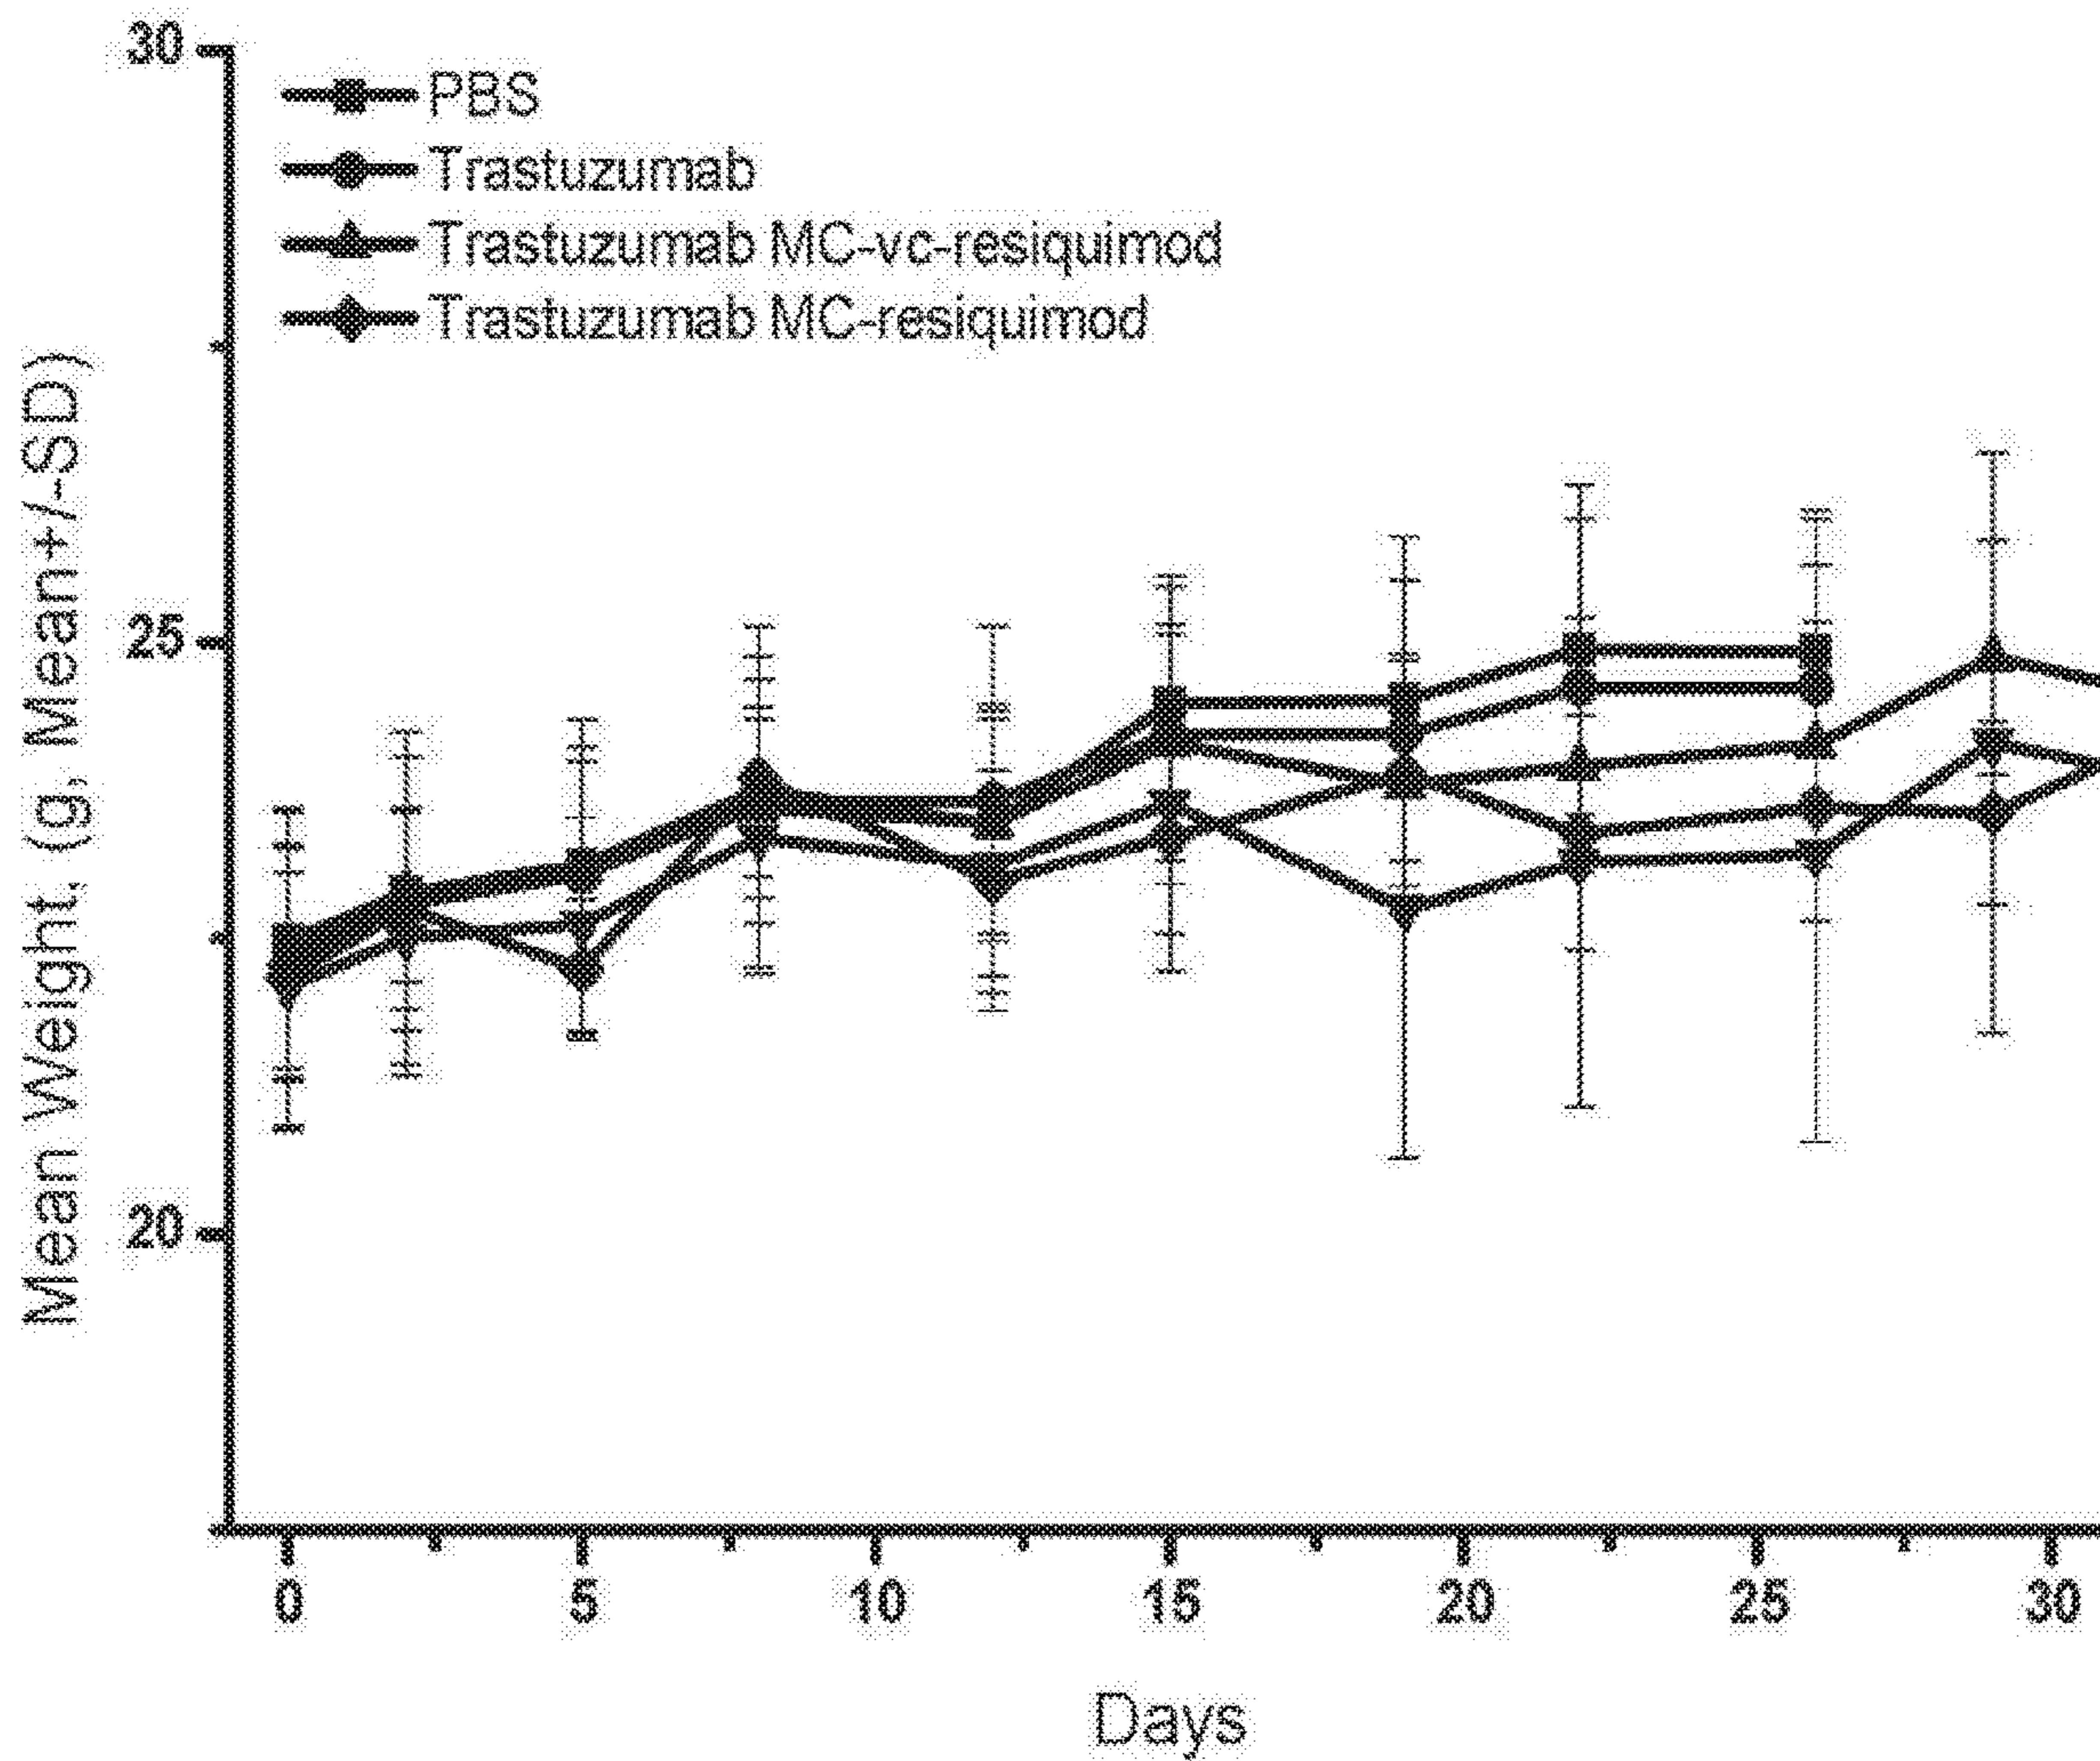 30
PBS
Trastuzumab
Trastuzumab MC-vc-resiquimod
Trastuzumab MC-resiquimod
Mean Weight. (g, Mean+/-SD)
25
20
0 5 10 15 20 25 30
Days